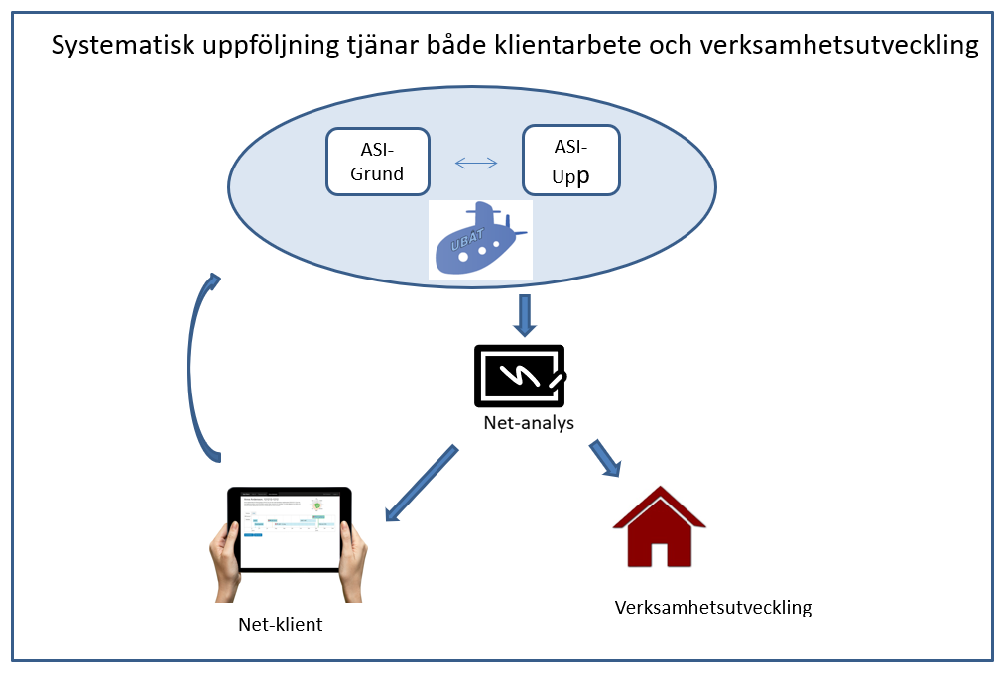 Systematisk uppföljning tjänar både klientarbete och verksamhetsutveckling
ASI-
Grund
ASI-
Upp
UBÅT
Net-analys
Net-klient
Verksamhetsutveckling